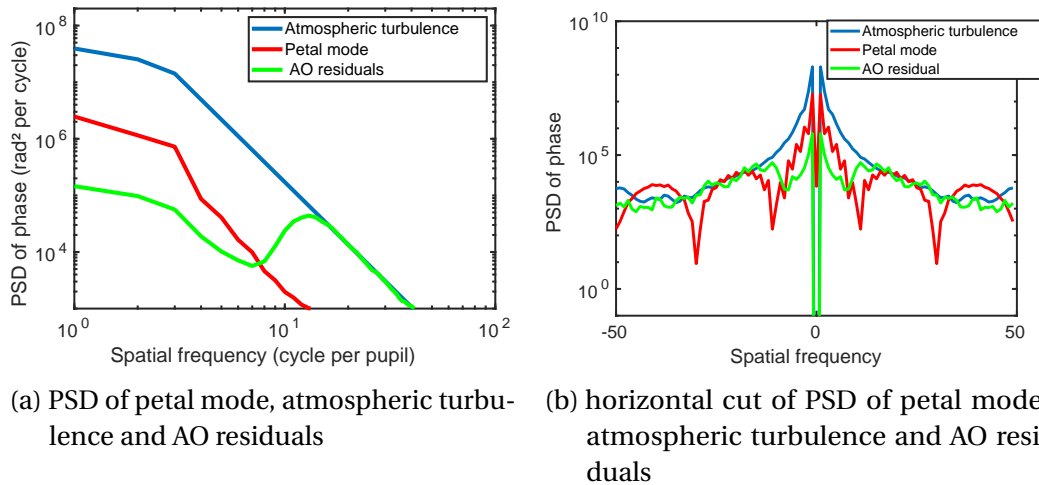 10^8
10^6
10^4
10^0
10^1
10^2
PSD of phase (rad² per cycle)
Spatial frequency (cycle per pupil)
Atmospheric turbulence
Petal mode
AO residuals
(a) PSD of petal mode, atmospheric turbu-
lence and AO residuals
10^10
10^5
10^0
-50
0
50
PSD of phase
Spatial frequency
Atmospheric turbulence
Petal mode
AO residual
(b) horizontal cut of PSD of petal mode
atmospheric turbulence and AO resi
duals